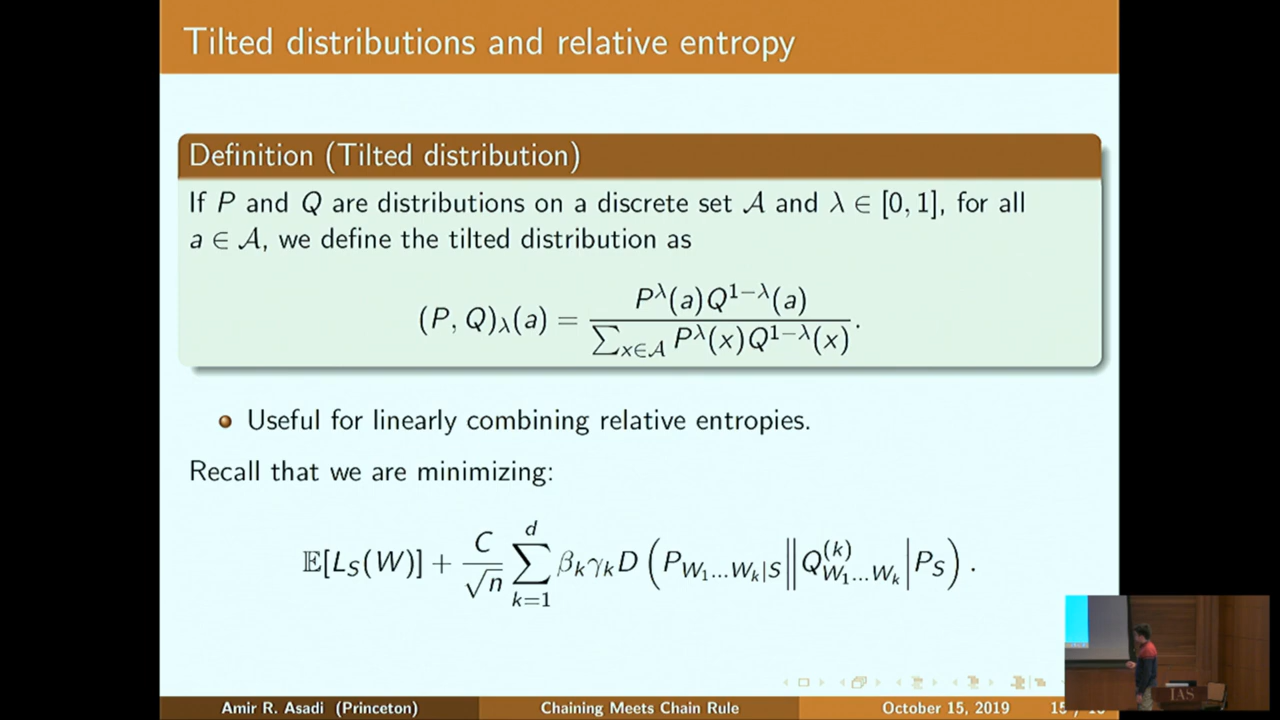 Tilted distributions and relative entropy
Definition (Tilted distribution)
If P and Q are distributions on a discrete set 𝒜 and λ ∈ [0, 1], for all
a ∈ 𝒜, we define the tilted distribution as
(P, Q)_λ(a) = \frac{P^λ(a)Q^{1−λ}(a)}{∑_{x∈𝒜} P^λ(x)Q^{1−λ}(x)}.
Useful for linearly combining relative entropies.
Recall that we are minimizing:
𝔼[L_S(W)] + \frac{C}{√n} ∑_{k=1}^{d} β_kγ_k D ( P_{W_1…W_k|S} ‖ Q^{(k)}_{W_1…W_k} | P_S ) .
IAS
Amir R. Asadi (Princeton) Chaining Meets Chain Rule October 15, 2019